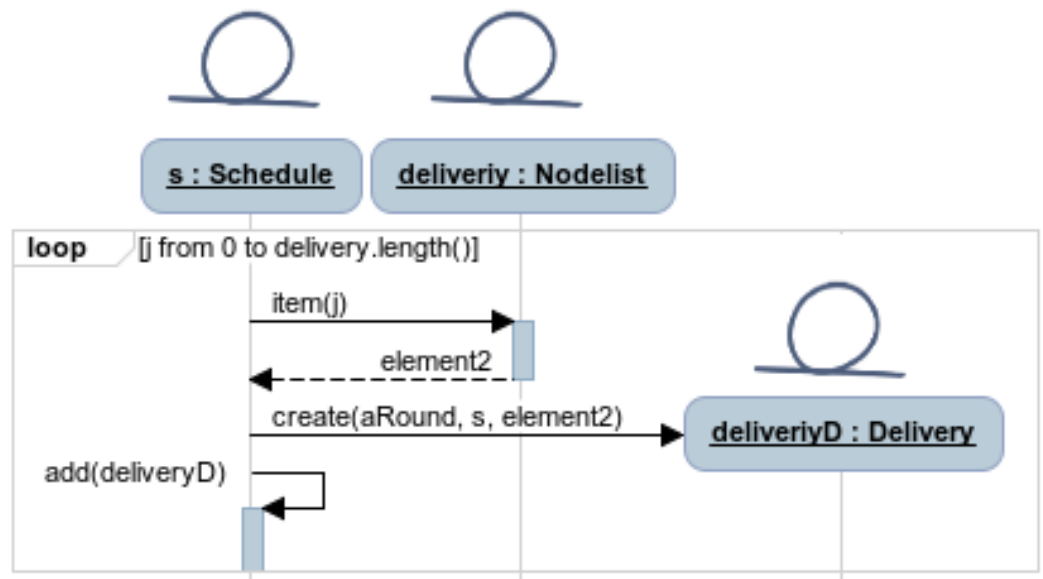 s : Schedule
deliveriy : Nodelist
loop
[j from 0 to delivery.length()]
item(j)
element2
create(aRound, s, element2)
deliveriyD : Delivery
add(deliveryD)